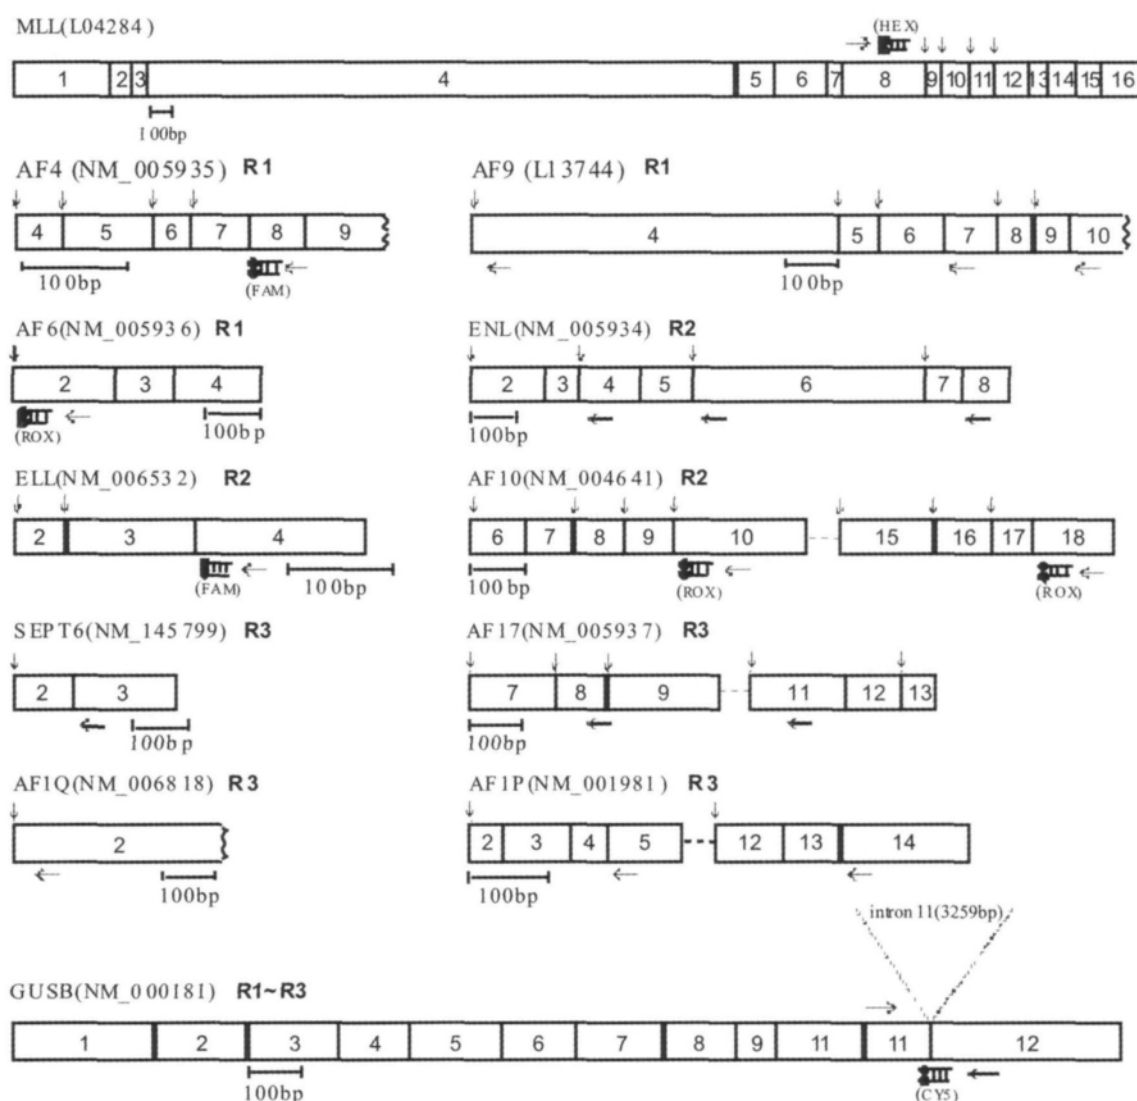 MLL(L04284)
(HEX)
1 2 3 4 5 6 7 8 9 10 11 12 13 14 15 16
100bp
AF4 (NM_005935) R1
4 5 6 7 8 9
100bp
(FAM)
AF9 (L13744) R1
4 5 6 7 8 9 10
100bp
AF6(NM_005936) R1
2 3 4
(ROX)
100bp
ENL(NM_005934) R2
2 3 4 5 6 7 8
100bp
ELL(NM_006532) R2
2 3 4
(FAM)
100bp
AF10(NM_004641) R2
6 7 8 9 10 15 16 17 18
100bp
(ROX)
(ROX)
SEPT6(NM_145799) R3
2 3
100bp
AF17(NM_005937) R3
7 8 9 11 12 13
100bp
AF1Q(NM_006818) R3
2
100bp
AF1P(NM_001981) R3
2 3 4 5 12 13 14
100bp
intron 11(3259bp)
GUSB(NM_000181) R1~R3
1 2 3 4 5 6 7 8 9 11 11 12
100bp
(CY5)